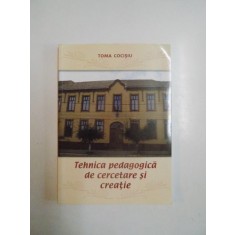 TOMA COCIȘIU
Tehnica pedagogică
de cercetare și
creație